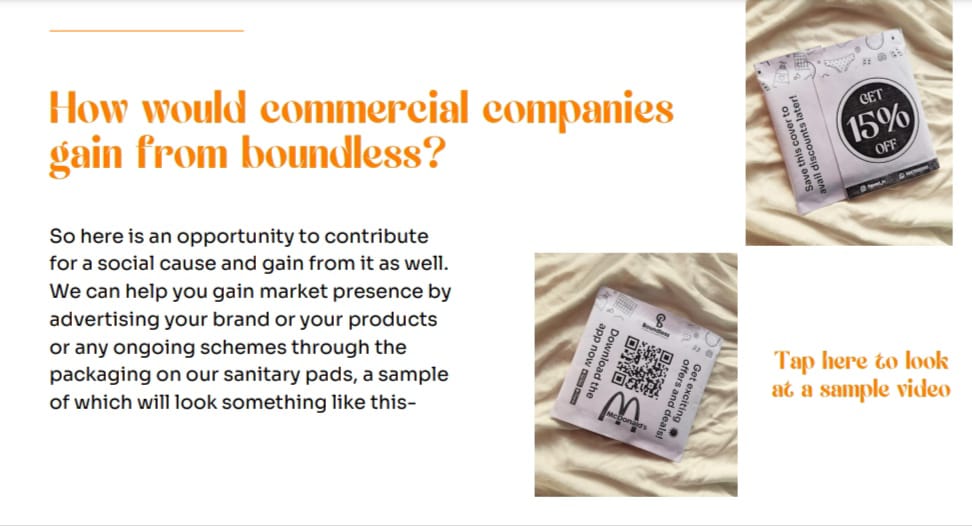 How would commercial companies
gain from boundless?
So here is an opportunity to contribute
for a social cause and gain from it as well.
We can help you gain market presence by
advertising your brand or your products
or any ongoing schemes through the
packaging on our sanitary pads, a sample
of which will look something like this-
Save this cover to
avail discounts later!
GET
15%
OFF
Boundless
Download the
app now
Get exciting
offers and deals!
McDonald's
Tap here to look
at a sample video